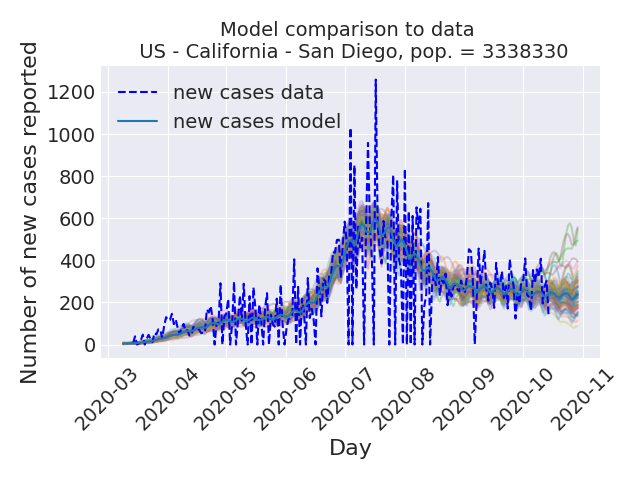 Model comparison to data
US - California - San Diego, pop. = 3338330
Number of new cases reported
1200
1000
800
600
400
200
0
new cases data
new cases model
2020-03
2020-04
2020-05
2020-06
2020-07
2020-08
2020-09
2020-10
2020-11
Day